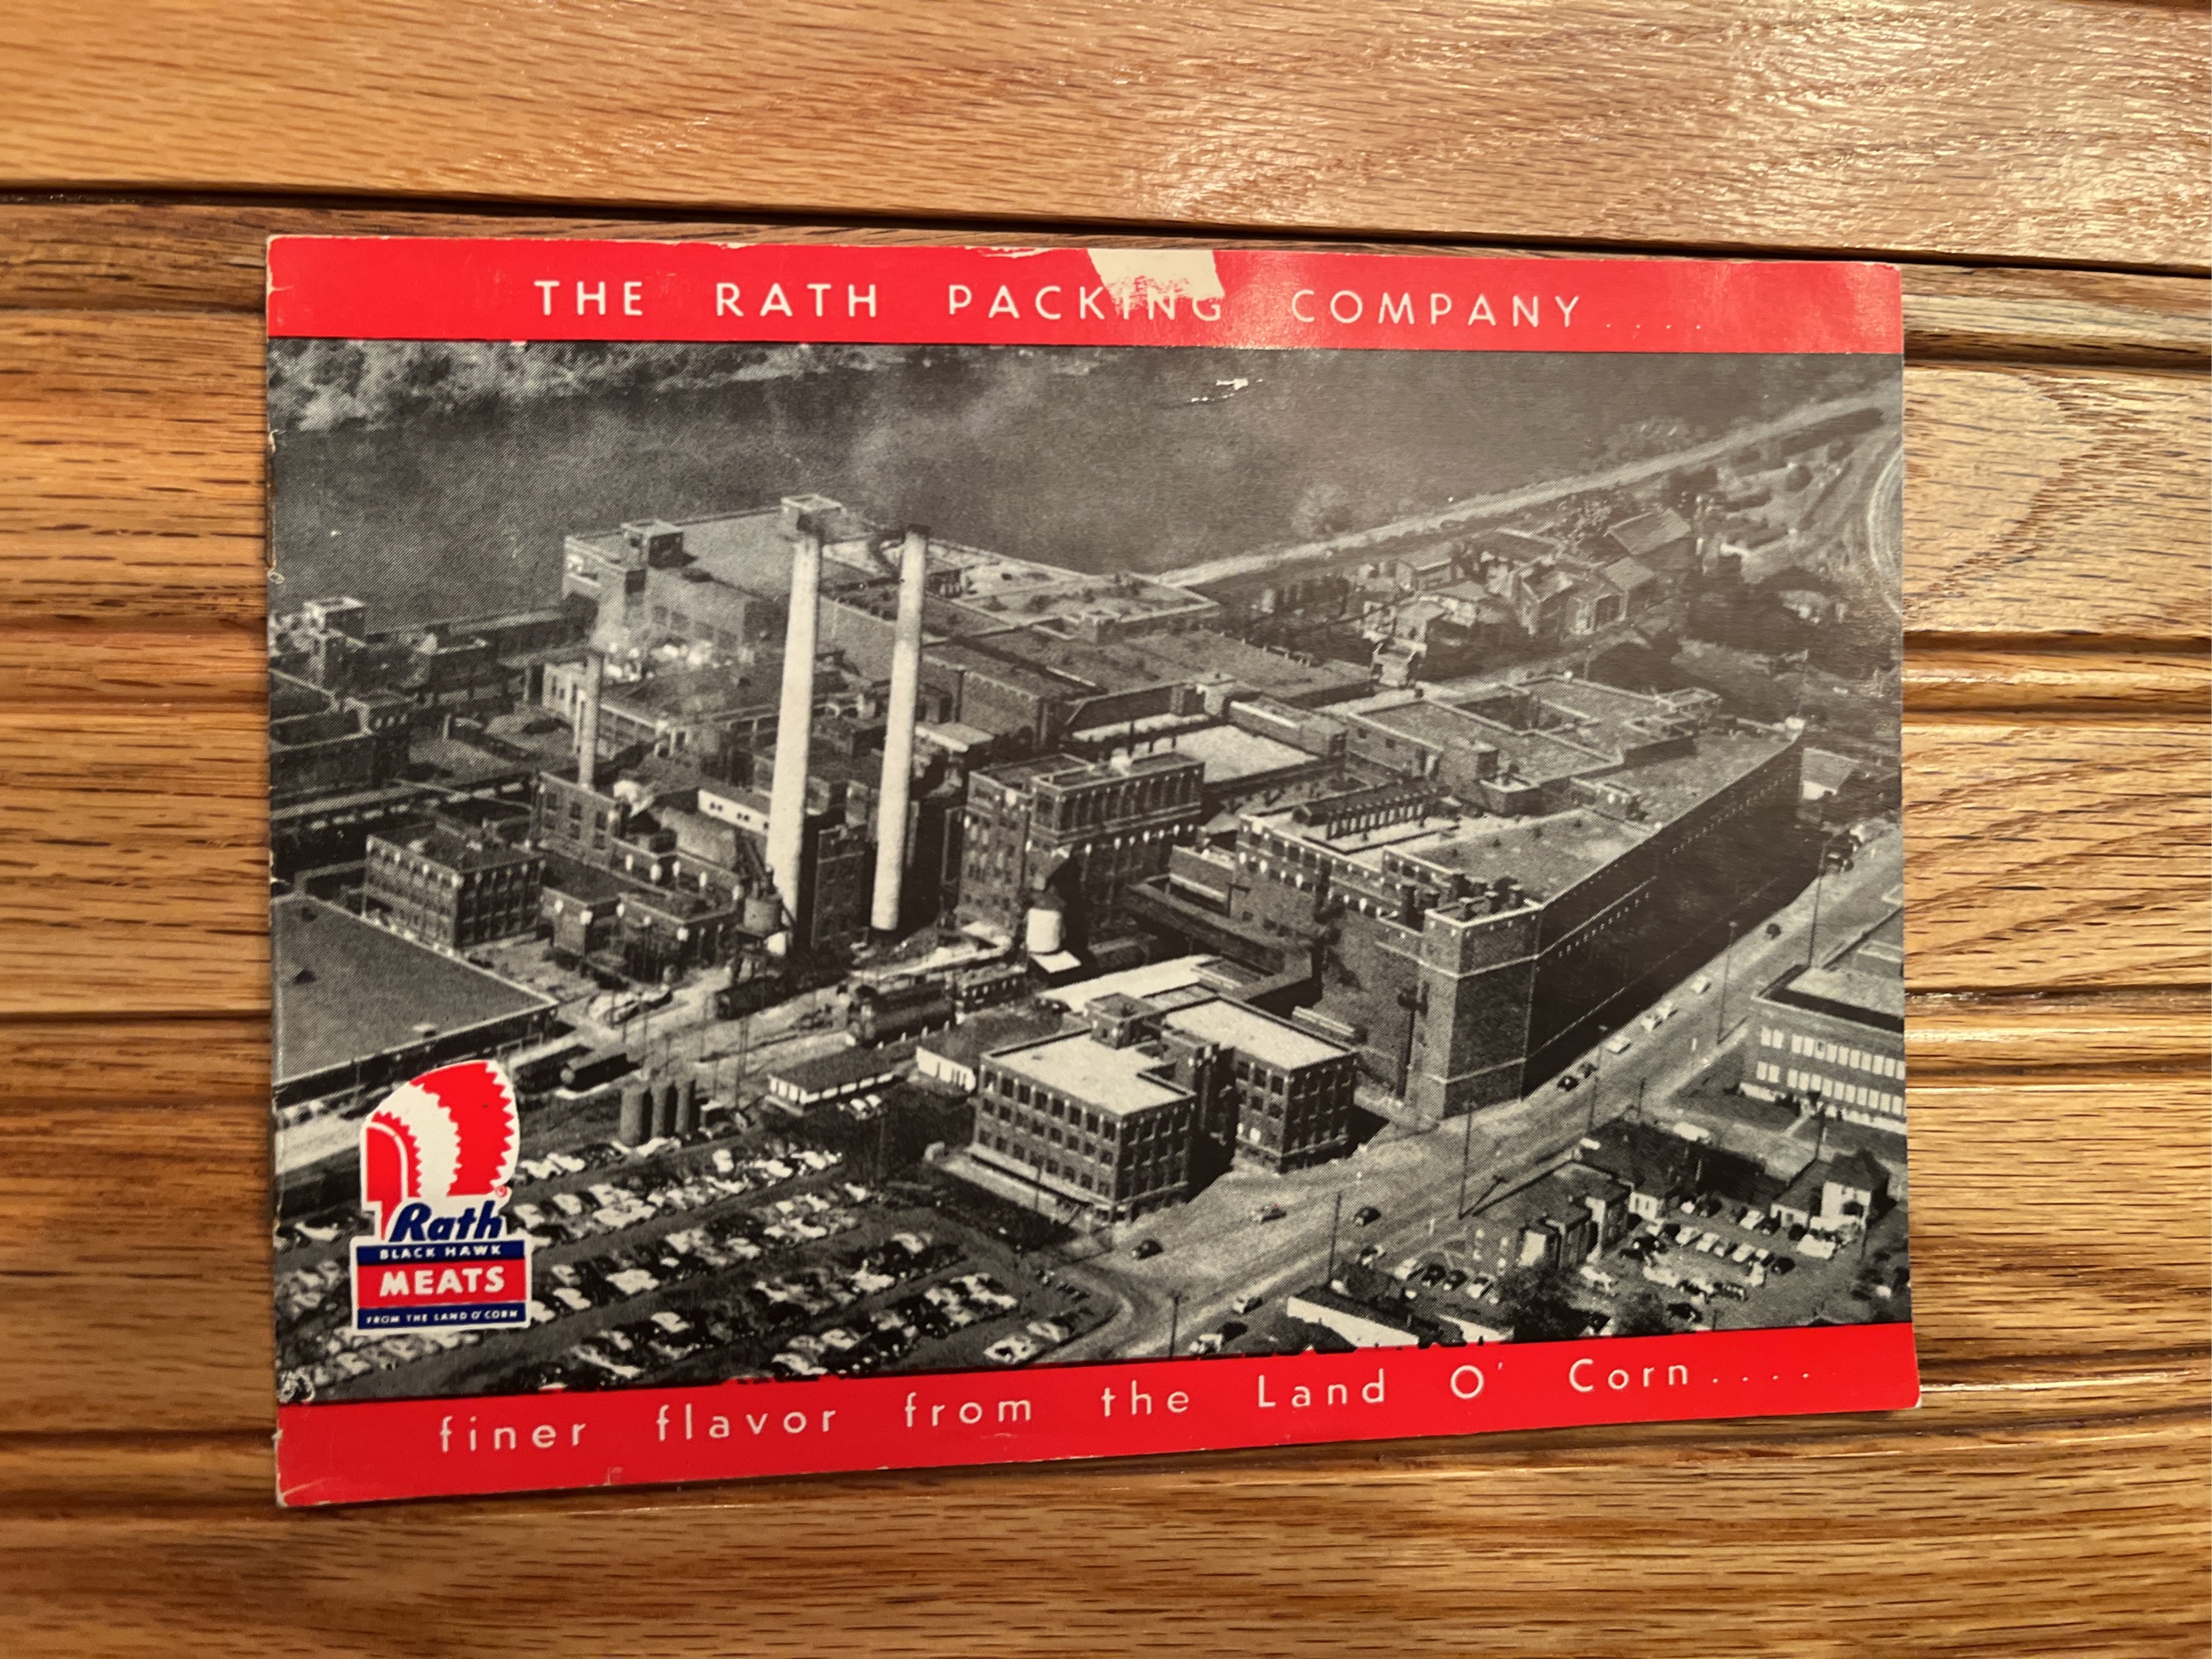 THE RATH PACKING COMPANY....
Rath
BLACK HAWK
MEATS
FROM THE LAND O' CORN
finer flavor from the Land O' Corn....